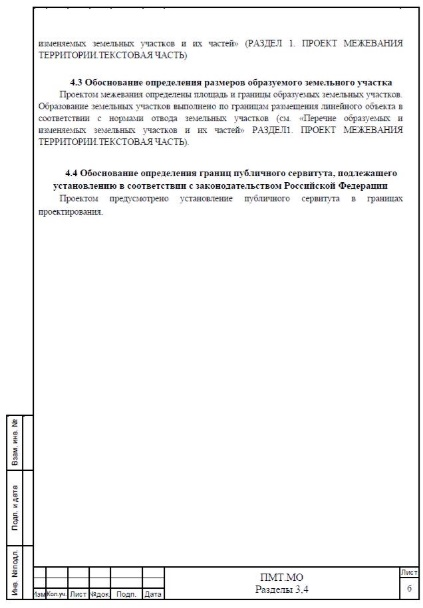 изменяемых земельных участков и их частей» (РАЗДЕЛ 1. ПРОЕКТ МЕЖЕВАНИЯ
ТЕРРИТОРИИ.ТЕКСТОВАЯ ЧАСТЬ)
4.3 Обоснование определения размеров образуемого земельного участка
Проектом межевания определены площадь и границы образуемых земельных участков.
Образование земельных участков выполнено по границам размещения линейного объекта в
соответствии с нормами отвода земельных участков (см. «Перечне образуемых и
изменяемых земельных участков и их частей» РАЗДЕЛ1. ПРОЕКТ МЕЖЕВАНИЯ
ТЕРРИТОРИИ.ТЕКСТОВАЯ ЧАСТЬ).
4.4 Обоснование определения границ публичного сервитута, подлежащего
установлению в соответствии с законодательством Российской Федерации
Проектом предусмотрено установление публичного сервитута в границах
проектирования.
Взам. инв. №
Подп. и дата
Инв. №подл.
Изм Кол.уч. Лист №док. Подп. Дата
ПМТ.МО
Разделы 3,4
Лист
6